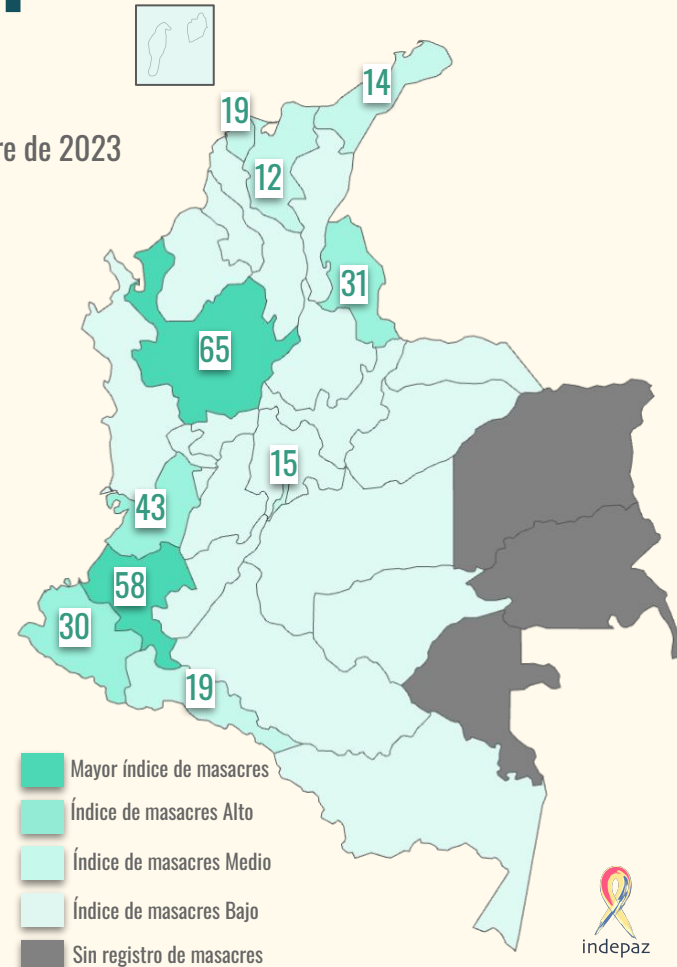 14
19
re de 2023
12
31
65
15
43
58
30
19
Mayor índice de masacres
Índice de masacres Alto
Índice de masacres Medio
Índice de masacres Bajo
Sin registro de masacres
indepaz